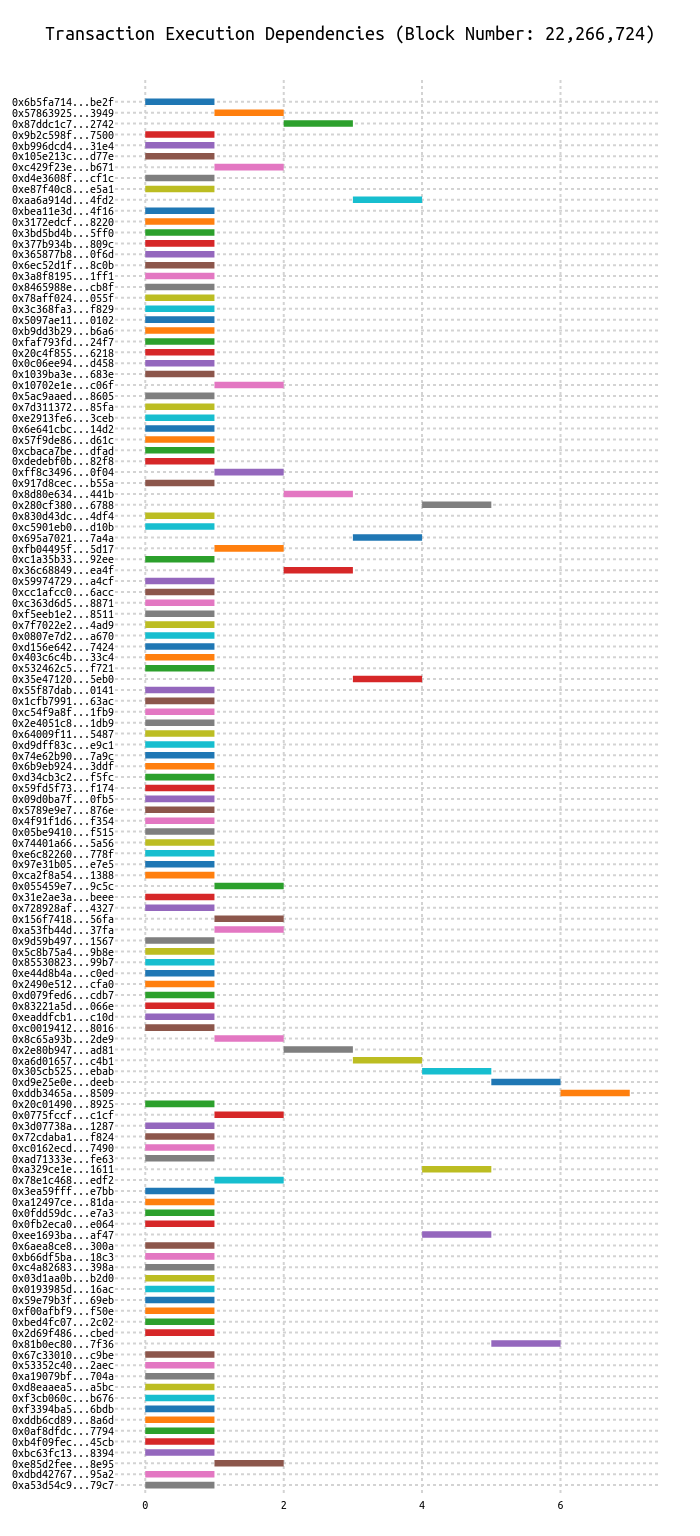 Transaction Execution Dependencies (Block Number: 22,266,724)
0x6b5fa714...be2f
0x57863925...3949
0x87ddc1c7...2742
0x9b2c598f...7500
0xb996dcd4...31e4
0x105e213c...d77e
0xc429f23e...b671
0xd4e3608f...cf1c
0xe87f40c8...e5a1
0xaa6a914d...4fd2
0xbea11e3d...4f16
0x3172edcf...8220
0x3bd5bd4b...5ff0
0x377b934b...809c
0x365877b8...0f6d
0x6ec52d1f...8c0b
0x3a8f8195...1ff1
0x8465988e...cb8f
0x78aff024...055f
0x3c368fa3...f829
0x5097ae11...0102
0xb9dd3b29...b6a6
0xfaf793fd...24f7
0x20c4f855...6218
0x0c06ee94...d458
0x1039ba3e...683e
0x10702e1e...c06f
0x5ac9aaed...8605
0x7d311372...85fa
0xe2913fe6...3ceb
0x6e641cbc...14d2
0x57f9de86...d61c
0xcbaca7be...dfad
0xdedebf0b...82f8
0xff8c3496...0f04
0x917d8cec...b55a
0x8d80e634...441b
0x280cf380...6788
0x830d43dc...4df4
0xc5901eb0...d10b
0x695a7021...7a4a
0xfb04495f...5d17
0xc1a35b33...92ee
0x36c68849...ea4f
0x59974729...a4cf
0xcc1afcc0...6acc
0xc363d6d5...8871
0xf5eeb1e2...8511
0x7f7022e2...4ad9
0x0807e7d2...a670
0xd156e642...7424
0x403c6c4b...33c4
0x532462c5...f721
0x35e47120...5eb0
0x55f87dab...0141
0x1cfb7991...63ac
0xc54f9a8f...1fb9
0x2e4051c8...1db9
0x64009f11...5487
0xd9dff83c...e9c1
0x74e62b90...7a9c
0x6b9eb924...3ddf
0xd34cb3c2...f5fc
0x59fd5f73...f174
0x09d0ba7f...0fb5
0x5789e9e7...876e
0x4f91f1d6...f354
0x05be9410...f515
0x74401a66...5a56
0xe6c82260...778f
0x97e31b05...e7e5
0xca2f8a54...1388
0x055459e7...9c5c
0x31e2ae3a...beee
0x728928af...4327
0x156f7418...56fa
0xa53fb44d...37fa
0x9d59b497...1567
0x5c8b75a4...9b8e
0x85530823...99b7
0xe44d8b4a...c0ed
0x2490e512...cfa0
0xd079fed6...cdb7
0x83221a5d...066e
0xeaddfcb1...c10d
0xc0019412...8016
0x8c65a93b...2de9
0x2e80b947...ad81
0xa6d01657...c4b1
0x305cb525...ebab
0xd9e25e0e...deeb
0xddb3465a...8509
0x20c01490...8925
0x0775fccf...c1cf
0x3d07738a...1287
0x72cdaba1...f824
0xc0162ecd...7490
0xad71333e...fe63
0xa329ce1e...1611
0x78e1c468...edf2
0x3ea59fff...e7bb
0xa12497ce...81da
0x0fdd59dc...e7a3
0x0fb2eca0...e064
0xee1693ba...af47
0x6aea8ce8...300a
0xb66df5ba...18c3
0xc4a82683...398a
0x03d1aa0b...b2d0
0x0193985d...16ac
0x59e79b3f...69eb
0xf00afbf9...f50e
0xbed4fc07...2c02
0x2d69f486...cbed
0x81b0ec80...7f36
0x67c33010...c9be
0x53352c40...2aec
0xa19079bf...704a
0xd8eaaea5...a5bc
0xf3cb060c...b676
0xf3394ba5...6bdb
0xddb6cd89...8a6d
0x0af8dfdc...7794
0xb4f09fec...45cb
0xbc63fc13...8394
0xe85d2fee...8e95
0xdbd42767...95a2
0xa53d54c9...79c7
0 2 4 6